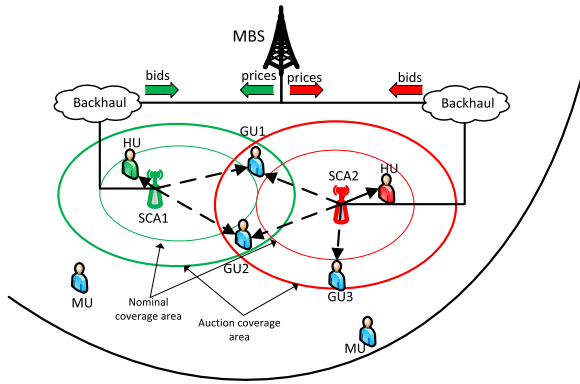 MBS
bids
prices
prices
bids
Backhaul
Backhaul
GU1
HU
SCA2
HU
SCA1
GU2
GU3
MU
Nominal
coverage area
Auction coverage
area
MU